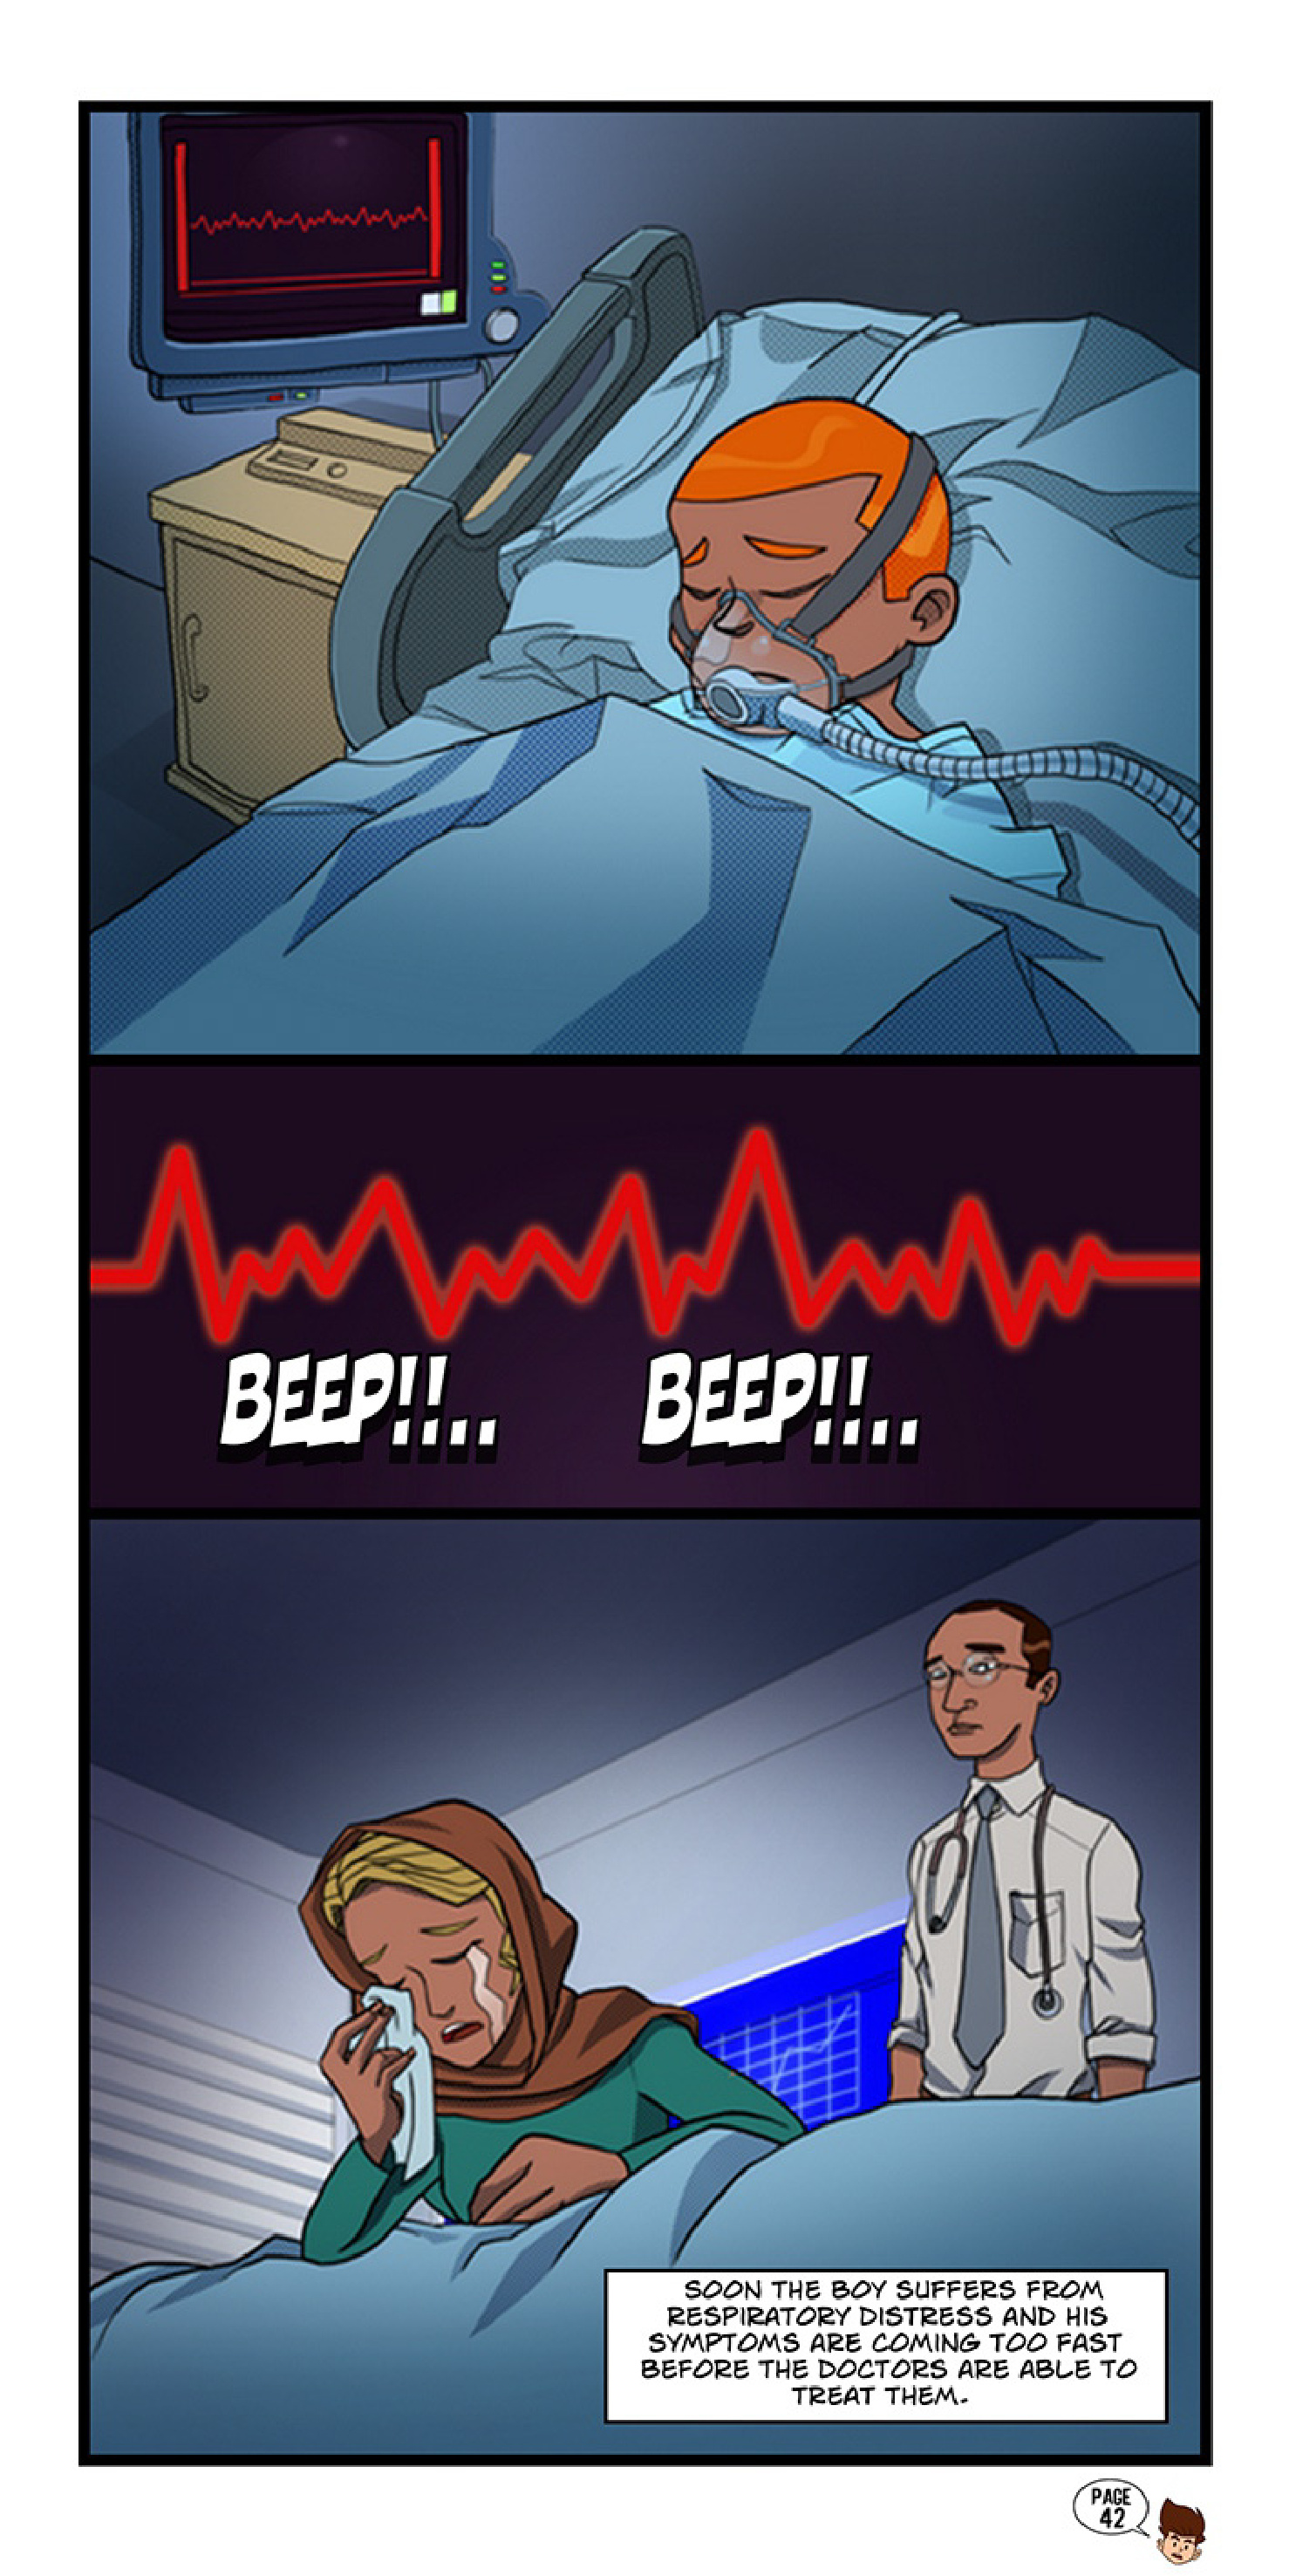 BEEP!!.. BEEP!!..
SOON THE BOY SUFFERS FROM
RESPIRATORY DISTRESS AND HIS
SYMPTOMS ARE COMING TOO FAST
BEFORE THE DOCTORS ARE ABLE TO
TREAT THEM.
PAGE
42